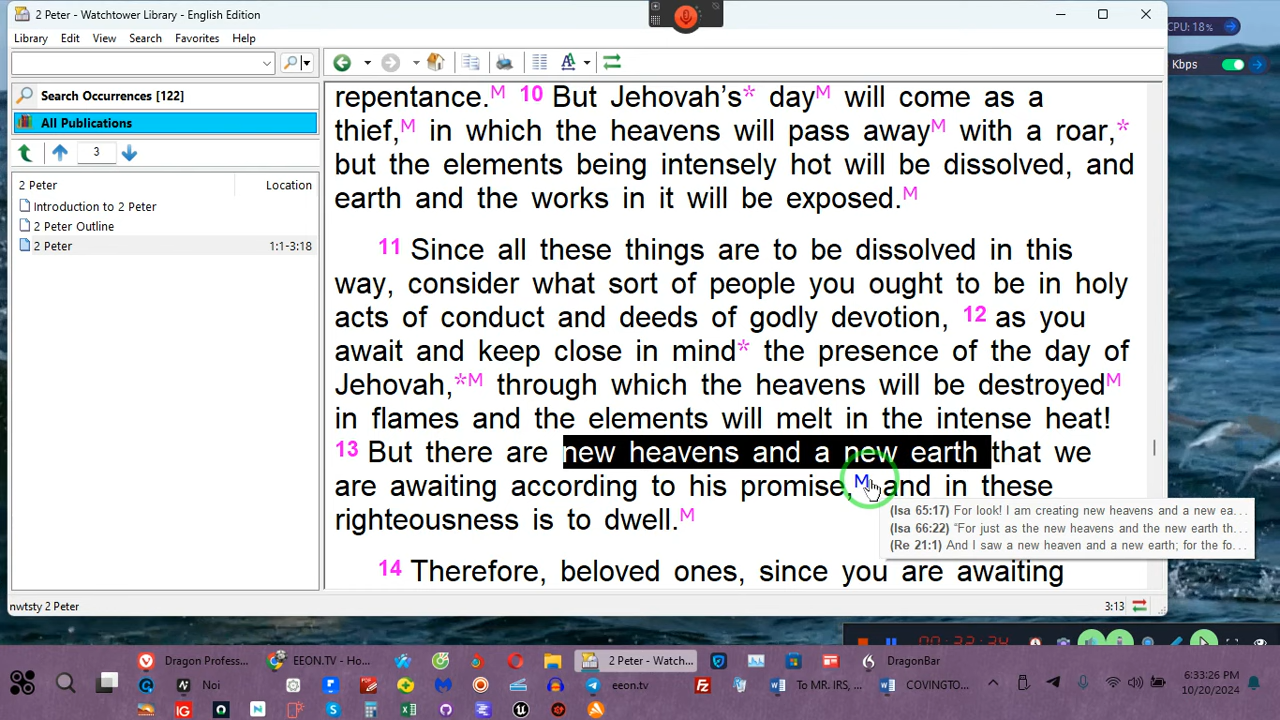 2 Peter - Watchtower Library - English Edition
CPU: 18%
Library Edit View Search Favorites Help
Kbps
Search Occurrences [122]
All Publications
3
2 Peter Location
Introduction to 2 Peter
2 Peter Outline
2 Peter 1:1-3:18
repentance.M 10 But Jehovah’s* dayM will come as a
thief,M in which the heavens will pass awayM with a roar,*
but the elements being intensely hot will be dissolved, and
earth and the works in it will be exposed.M
11 Since all these things are to be dissolved in this
way, consider what sort of people you ought to be in holy
acts of conduct and deeds of godly devotion, 12 as you
await and keep close in mind* the presence of the day of
Jehovah,*M through which the heavens will be destroyedM
in flames and the elements will melt in the intense heat!
13 But there are new heavens and a new earth that we
are awaiting according to his promise,M and in these
righteousness is to dwell.M
(Isa 65:17) For look! I am creating new heavens and a new ea...
(Isa 66:22) “For just as the new heavens and the new earth th...
(Re 21:1) And I saw a new heaven and a new earth; for the fo...
14 Therefore, beloved ones, since you are awaiting
nwtsty 2 Peter 3:13
Dragon Profess... EEON.TV - Ho... 2 Peter - Watch... DragonBar
Noi eeon.tv To MR. IRS, ... COVINGTO...
6:33:26 PM
10/20/2024